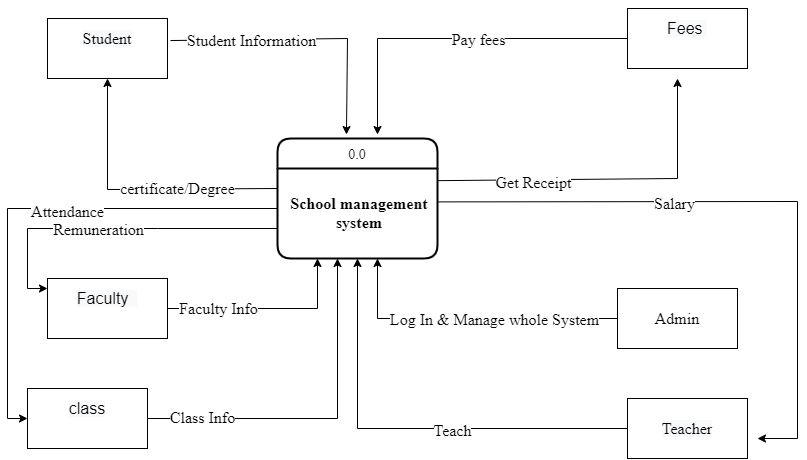 Student
Student Information
Pay fees
Fees
0.0
School management
system
certificate/Degree
Get Receipt
Attendance
Salary
Remuneration
Faculty
Faculty Info
Log In & Manage whole System
Admin
class
Class Info
Teach
Teacher